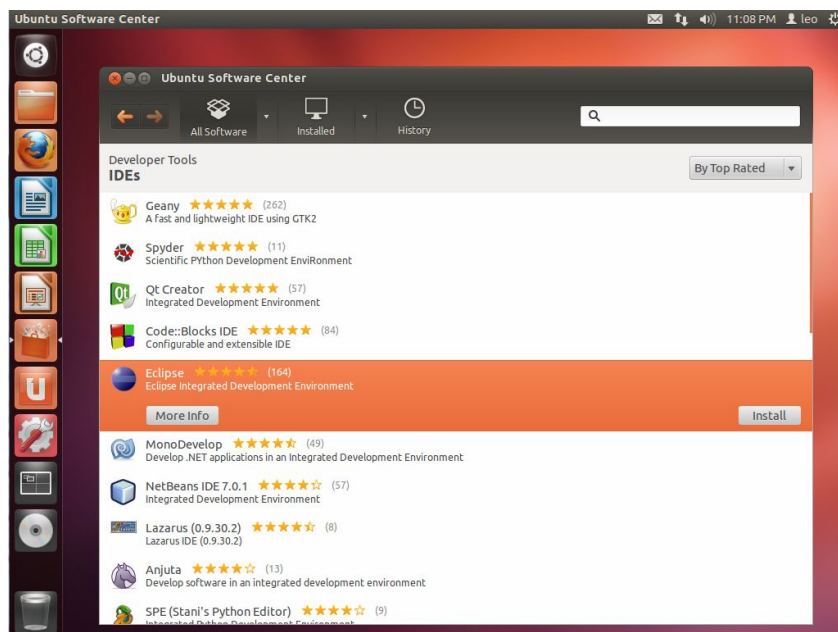 Ubuntu Software Center
11:08 PM leo
Ubuntu Software Center
All Software Installed History
Developer Tools
IDEs
By Top Rated
Geany (262)
A fast and lightweight IDE using GTK2
Spyder (11)
Scientific PYthon Development EnviRonment
Qt Creator (57)
Integrated Development Environment
Code::Blocks IDE (84)
Configurable and extensible IDE
Eclipse (164)
Eclipse Integrated Development Environment
More Info Install
MonoDevelop (49)
Develop .NET applications in an Integrated Development Environment
NetBeans IDE 7.0.1 (57)
Integrated Development Environment
Lazarus (0.9.30.2) (8)
Lazarus IDE (0.9.30.2)
Anjuta (13)
Develop software in an integrated development environment
SPE (Stani's Python Editor) (9)
Integrated Python Development Environment